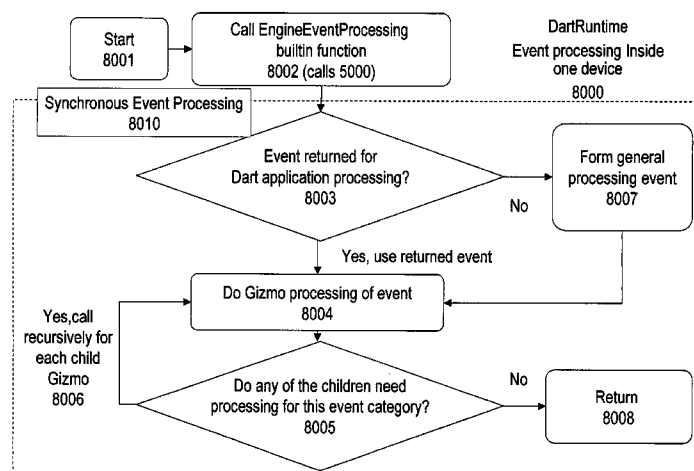 Start
8001
Call EngineEventProcessing
builtin function
8002 (calls 5000)
DartRuntime
Event processing Inside
one device
8000
Synchronous Event Processing
8010
Event returned for
Dart application processing?
8003
No
Form general
processing event
8007
Yes, use returned event
Do Gizmo processing of event
8004
Yes,call
recursively for
each child
Gizmo
8006
Do any of the children need
processing for this event category?
8005
No
Return
8008